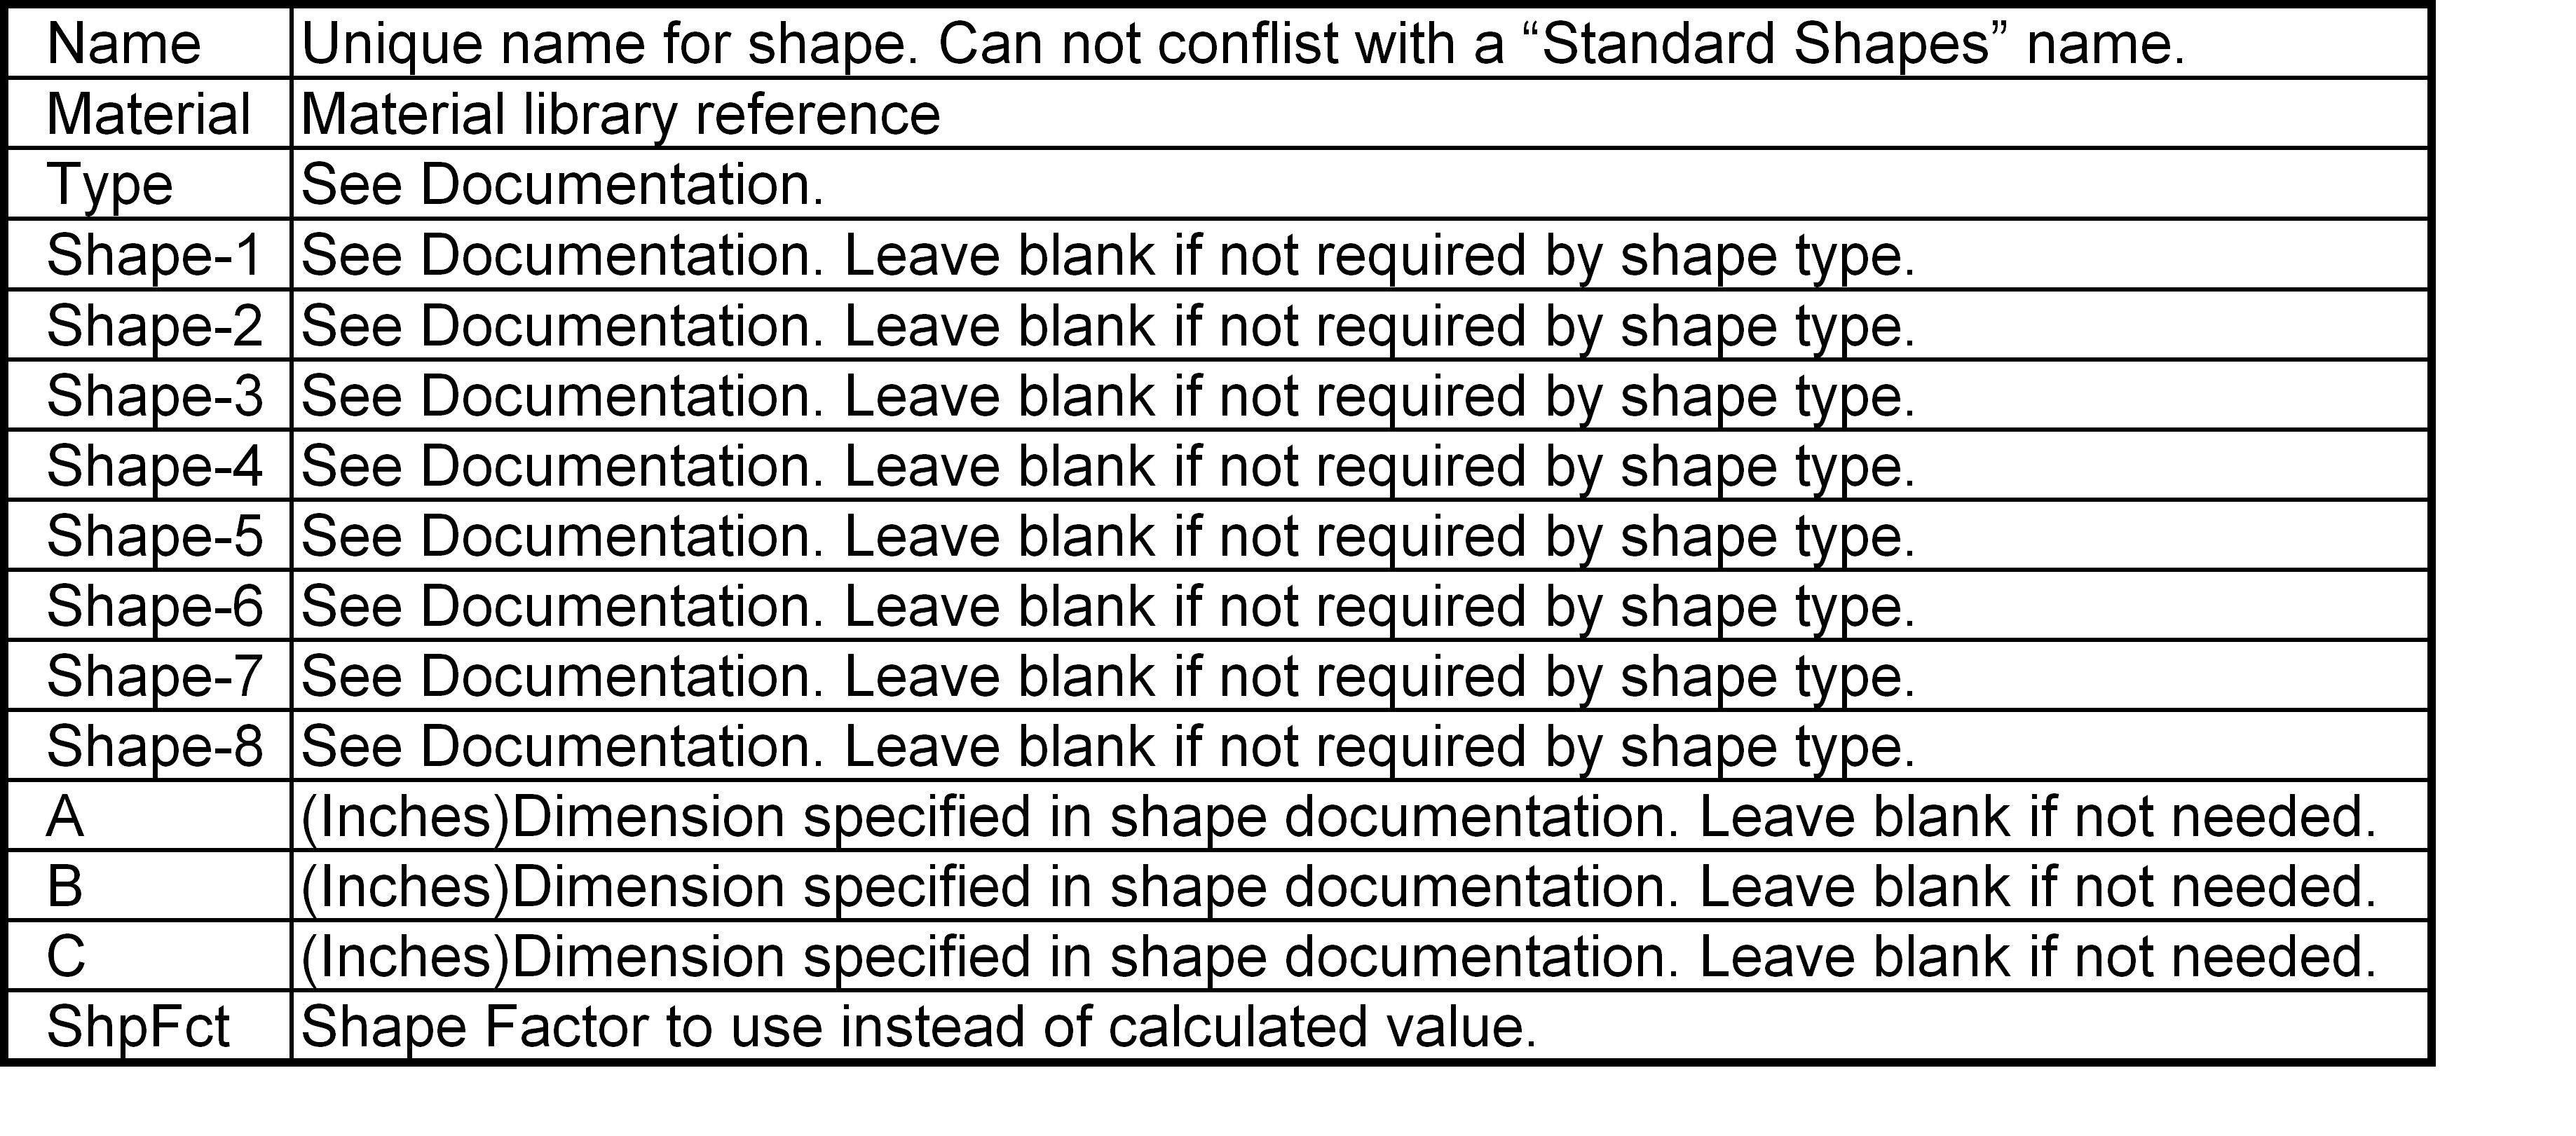 Name Unique name for shape. Can not conflist with a “Standard Shapes” name.
Material Material library reference
Type See Documentation.
Shape-1 See Documentation. Leave blank if not required by shape type.
Shape-2 See Documentation. Leave blank if not required by shape type.
Shape-3 See Documentation. Leave blank if not required by shape type.
Shape-4 See Documentation. Leave blank if not required by shape type.
Shape-5 See Documentation. Leave blank if not required by shape type.
Shape-6 See Documentation. Leave blank if not required by shape type.
Shape-7 See Documentation. Leave blank if not required by shape type.
Shape-8 See Documentation. Leave blank if not required by shape type.
A (Inches)Dimension specified in shape documentation. Leave blank if not needed.
B (Inches)Dimension specified in shape documentation. Leave blank if not needed.
C (Inches)Dimension specified in shape documentation. Leave blank if not needed.
ShpFct Shape Factor to use instead of calculated value.